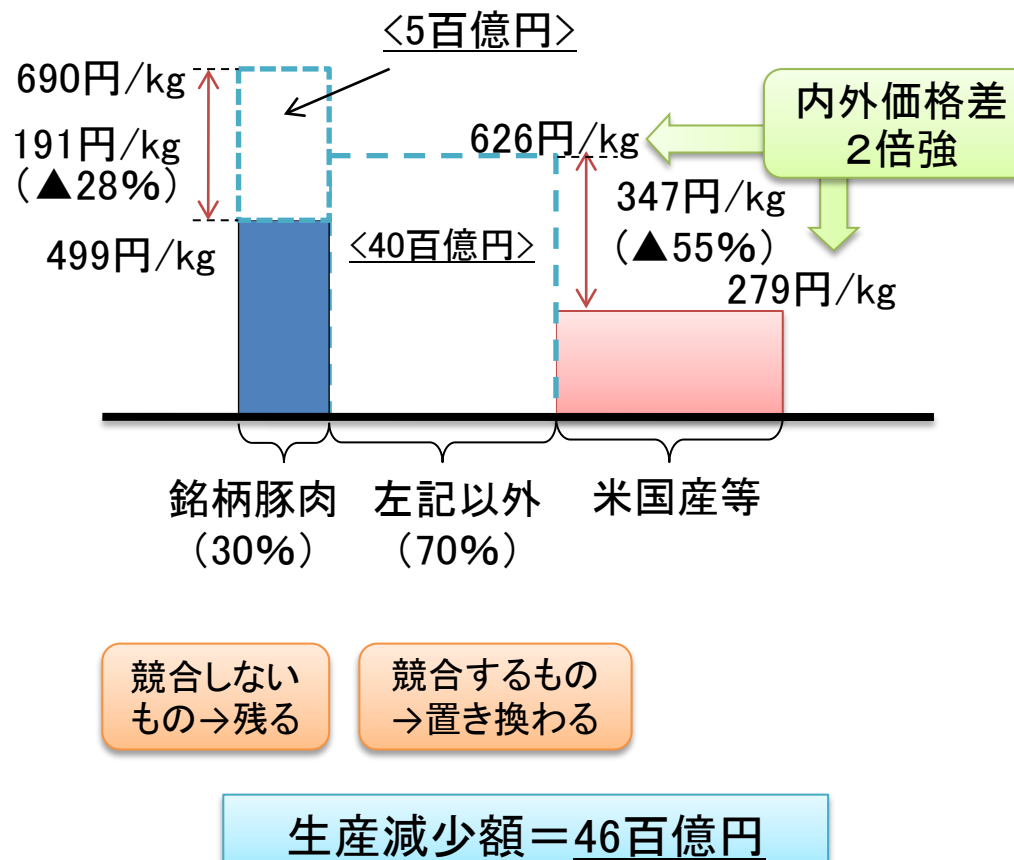 <5百億円>
690円/kg
191円/kg
(▲28%)
499円/kg
626円/kg
内外価格差
2倍強
347円/kg
(▲55%)
<40百億円>
279円/kg
銘柄豚肉
(30%)
左記以外
(70%)
米国産等
競合しない
もの→残る
競合するもの
→置き換わる
生産減少額=46百億円